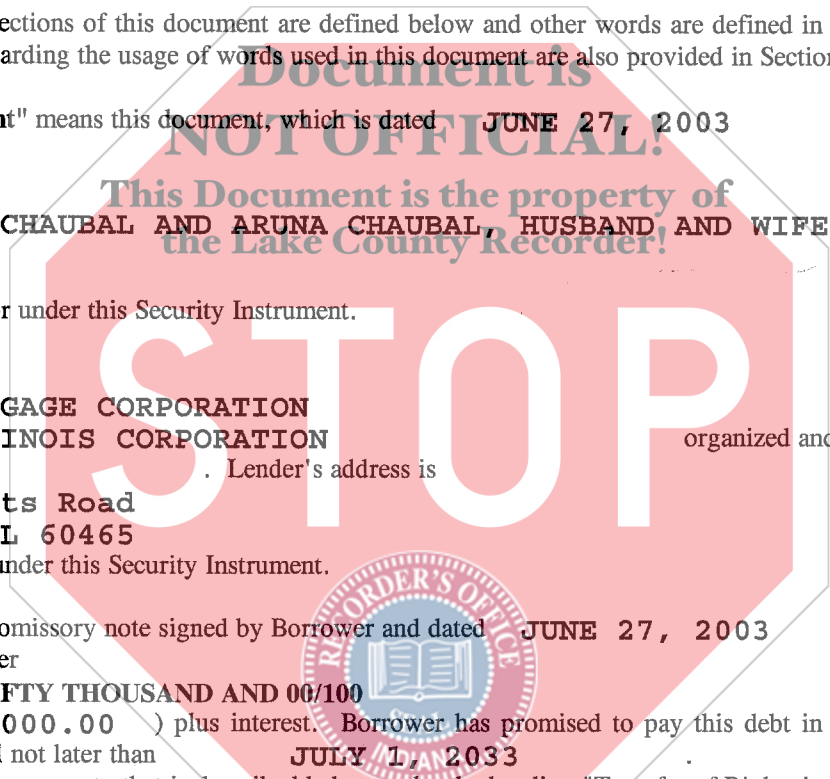 ections of this document are defined below and other words are defined in
arding the usage of words used in this document are also provided in Section
Document is
nt" means this document, which is dated JUNE 27, 2003
NOT OFFICIAL!
This Document is the property of
CHAUBAL AND ARUNA CHAUBAL, HUSBAND AND WIFE
the Lake County Recorder!
r under this Security Instrument.
STOP
GAGE CORPORATION
INOIS CORPORATION organized and
. Lender's address is
ts Road
L 60465
under this Security Instrument.
RECORDER'S OFFICE
SEAL
INDIANA
omissory note signed by Borrower and dated JUNE 27, 2003
er
FTY THOUSAND AND 00/100
000.00 ) plus interest. Borrower has promised to pay this debt in
not later than JULY 1, 2033 .